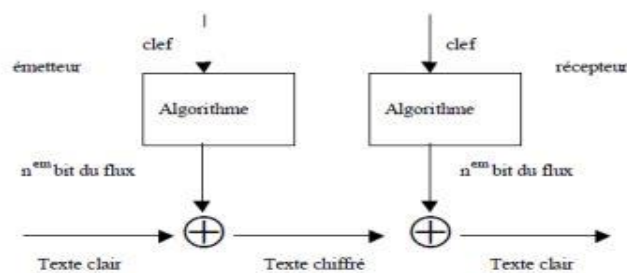 clef
clef
émetteur
récepteur
Algorithme
Algorithme
n^em bit du flux
n^em bit du flux
Texte clair
Texte chiffré
Texte clair